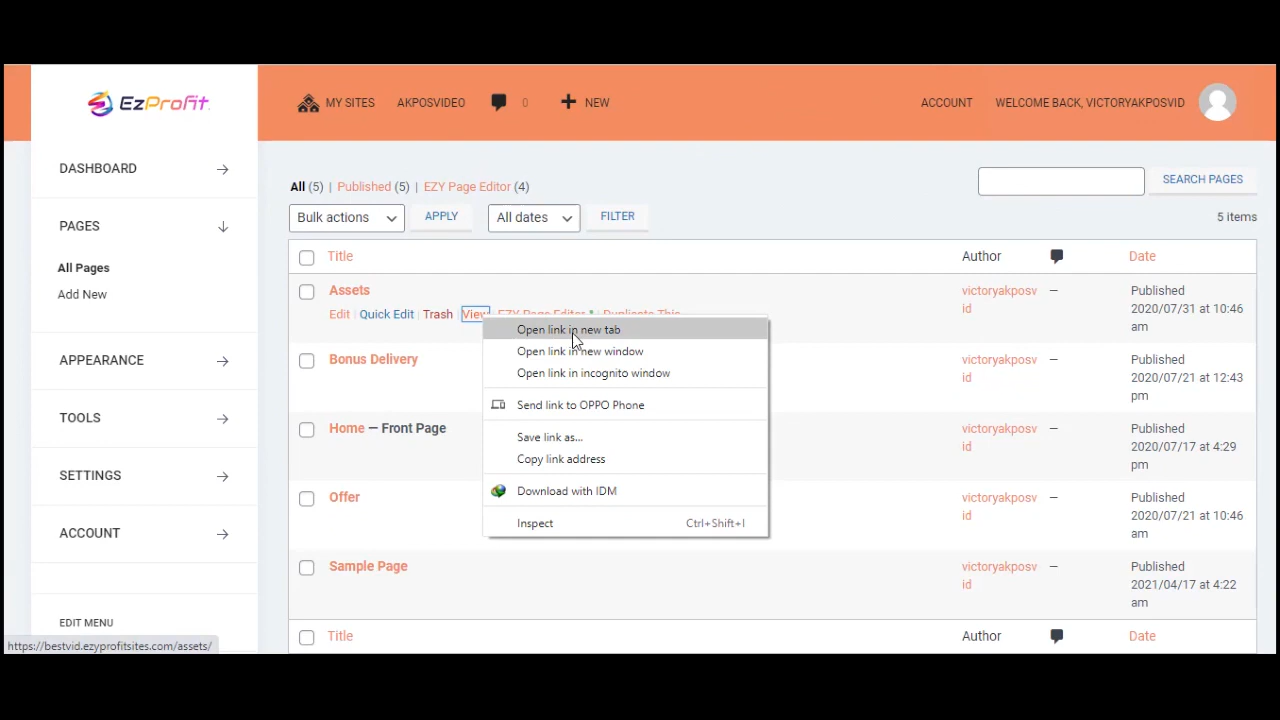 EzProfit
MY SITES
AKPOSVIDEO
0
NEW
ACCOUNT
WELCOME BACK, VICTORYAKPOSVID
DASHBOARD
PAGES
All Pages
Add New
APPEARANCE
TOOLS
SETTINGS
ACCOUNT
EDIT MENU
https://bestvid.ezyprofitsites.com/assets/
All (5) | Published (5) | EZY Page Editor (4)
SEARCH PAGES
Bulk actions
APPLY
All dates
FILTER
5 items
Title
Author
Date
Assets
Edit | Quick Edit | Trash | View | EZY Page Editor | Duplicate This
victoryakposv
id
—
Published
2020/07/31 at 10:46
am
Open link in new tab
Open link in new window
Open link in incognito window
Send link to OPPO Phone
Save link as...
Copy link address
Download with IDM
Inspect
Ctrl+Shift+I
Bonus Delivery
victoryakposv
id
—
Published
2020/07/21 at 12:43
pm
Home — Front Page
victoryakposv
id
—
Published
2020/07/17 at 4:29
pm
Offer
victoryakposv
id
—
Published
2020/07/21 at 10:46
am
Sample Page
victoryakposv
id
—
Published
2021/04/17 at 4:22
am
Title
Author
Date